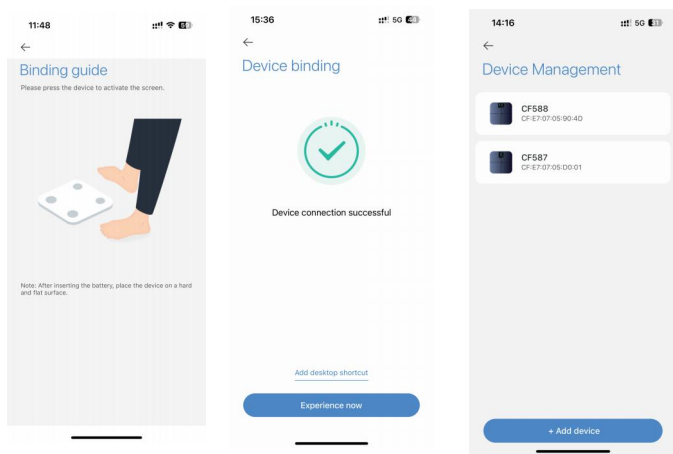 11:48
59
Binding guide
Please press the device to activate the screen.
Note: After inserting the battery, place the device on a hard
and flat surface.
15:36
5G
Device binding
Device connection successful
Add desktop shortcut
Experience now
14:16
5G 31
Device Management
CF588
CF:E7:07:05:90:4D
CF587
CF:E7:07:05:D0:01
+ Add device